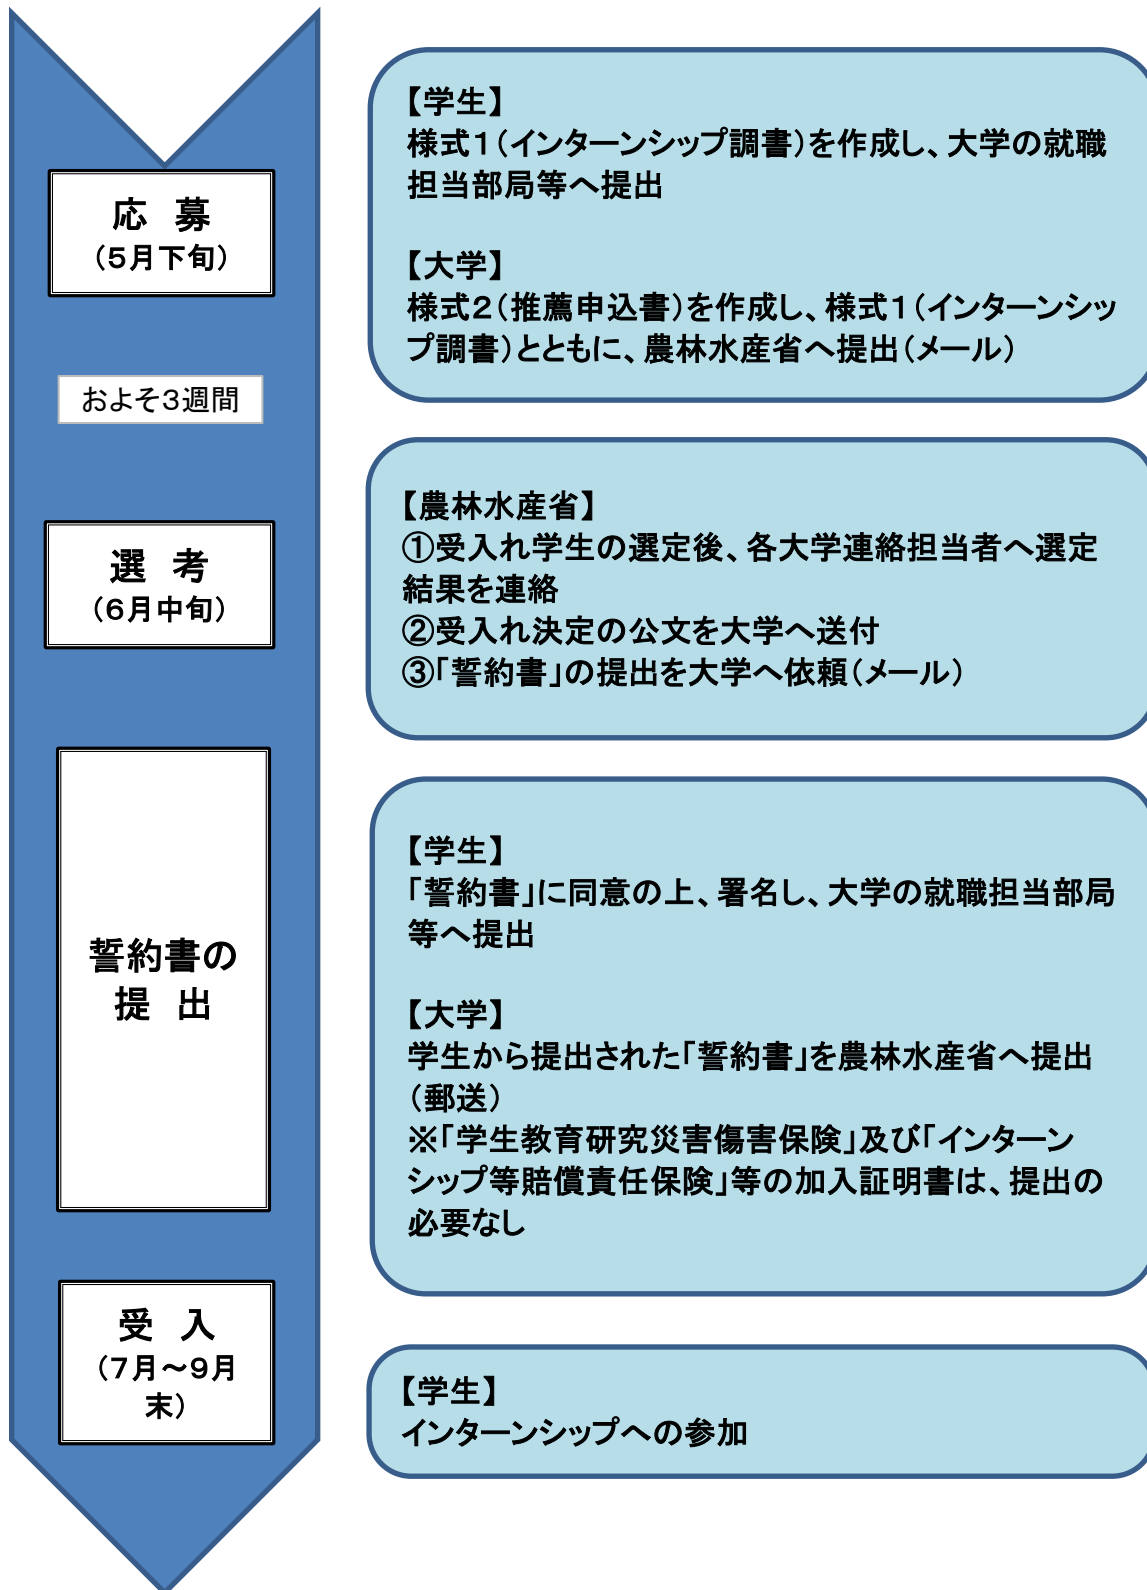 応　募
（5月下旬）
【学生】
様式１（インターンシップ調書）を作成し、大学の就職
担当部局等へ提出
【大学】
様式２（推薦申込書）を作成し、様式１（インターンシッ
プ調書）とともに、農林水産省へ提出（メール）
およそ3週間
選　考
（6月中旬）
【農林水産省】
①受入れ学生の選定後、各大学連絡担当者へ選定
結果を連絡
②受入れ決定の公文を大学へ送付
③「誓約書」の提出を大学へ依頼（メール）
誓約書の
提　出
【学生】
「誓約書」に同意の上、署名し、大学の就職担当部局
等へ提出
【大学】
学生から提出された「誓約書」を農林水産省へ提出
（郵送）
※「学生教育研究災害傷害保険」及び「インターン
シップ等賠償責任保険」等の加入証明書は、提出の
必要なし
受　入
（7月～9月
末）
【学生】
インターンシップへの参加